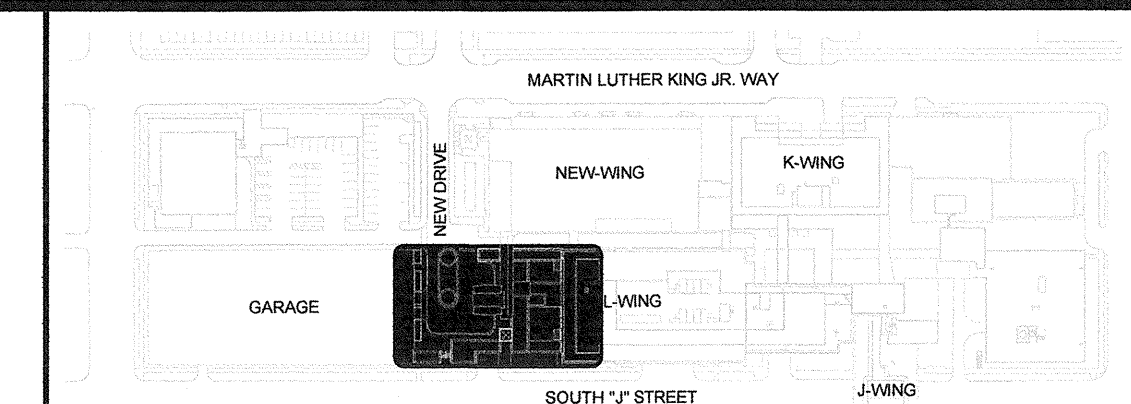 MARTIN LUTHER KING JR. WAY
NEW DRIVE
NEW-WING
K-WING
GARAGE
L-WING
SOUTH "J" STREET
J-WING